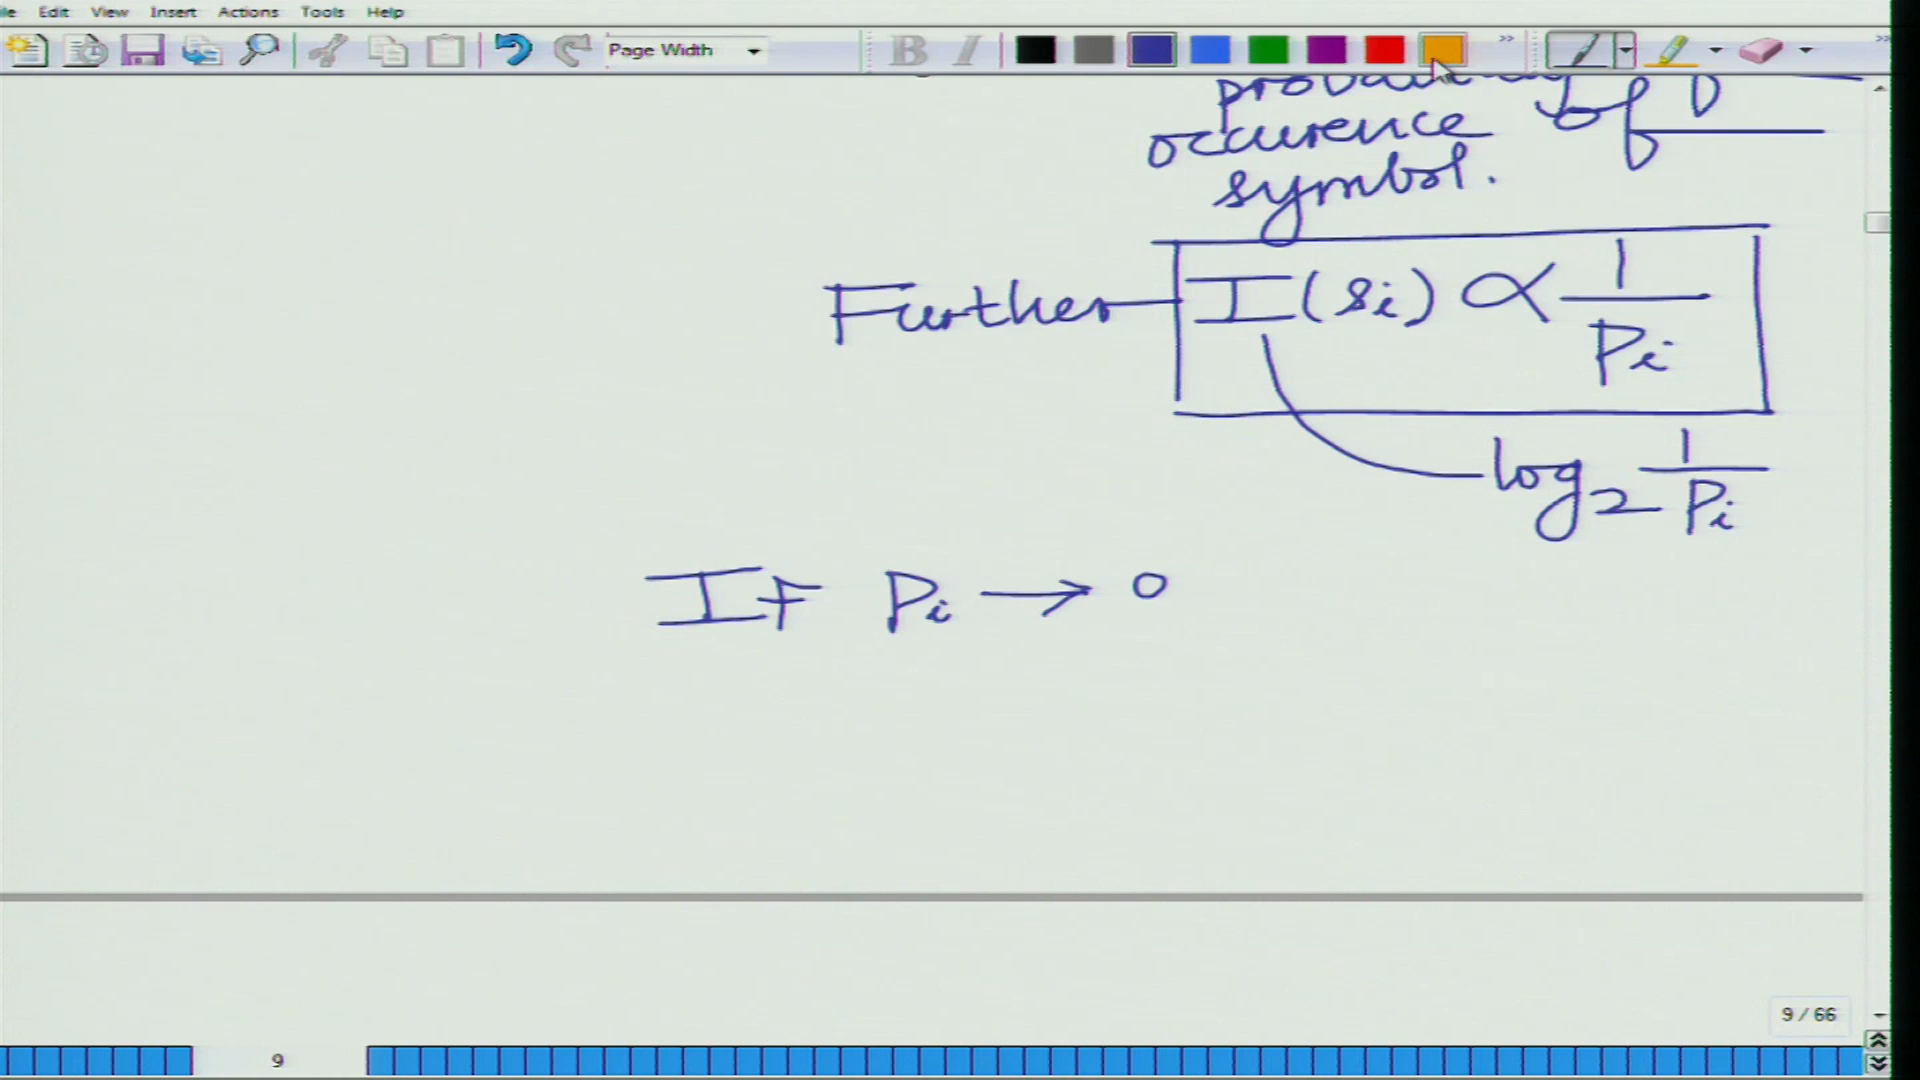 Edit View Insert Actions Tools Help
Page Width
B I
occurence of
symbol.
Further I(si) ∝ 1/Pi
log2 1/Pi
IF Pi → 0
9 / 66
9